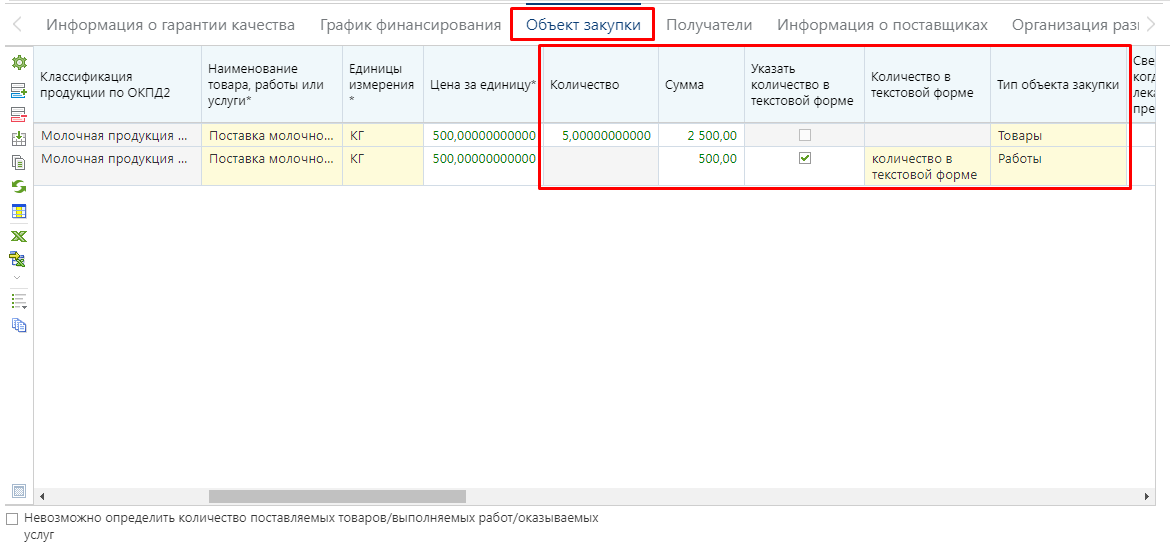 Информация о гарантии качества График финансирования Объект закупки Получатели Информация о поставщиках Организация разı
Классификация продукции по ОКПД2
Наименование товара, работы или услуги*
Единицы измерения *
Цена за единицу*
Количество
Сумма
Указать количество в текстовой форме
Количество в текстовой форме
Тип объекта закупки
Све
когд
лека
пре
Молочная продукция ... Поставка молочно... КГ 500,00000000000 5,00000000000 2 500,00 Товары
Молочная продукция ... Поставка молочно... КГ 500,00000000000 500,00 количество в текстовой форме Работы
Невозможно определить количество поставляемых товаров/выполняемых работ/оказываемых
услуг